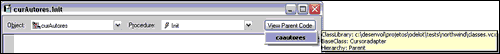 curAutores.Init
Object: curAutores Procedure: Init View Parent Code
caautores
ClassLibrary: c:\desenvol\projetos\odelkot\tests\northwind\classes.vcx
BaseClass: Cursoradapter
Hierarchy: Parent